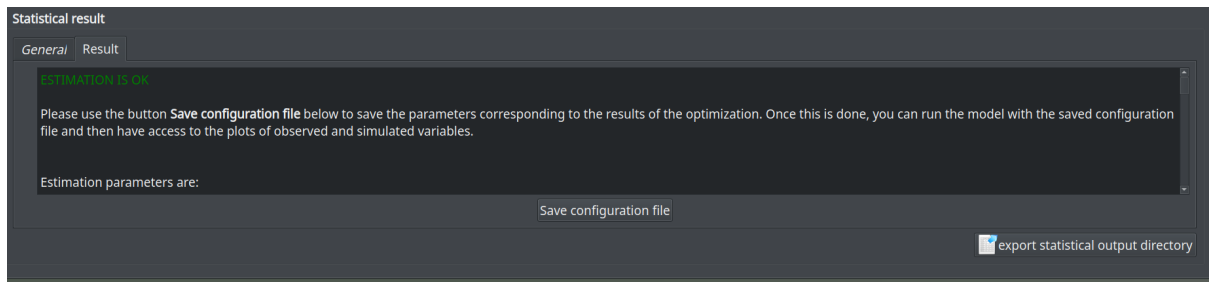 Statistical result
General Result
ESTIMATION IS OK
Please use the button Save configuration file below to save the parameters corresponding to the results of the optimization. Once this is done, you can run the model with the saved configuration
file and then have access to the plots of observed and simulated variables.
Estimation parameters are:
Save configuration file
export statistical output directory